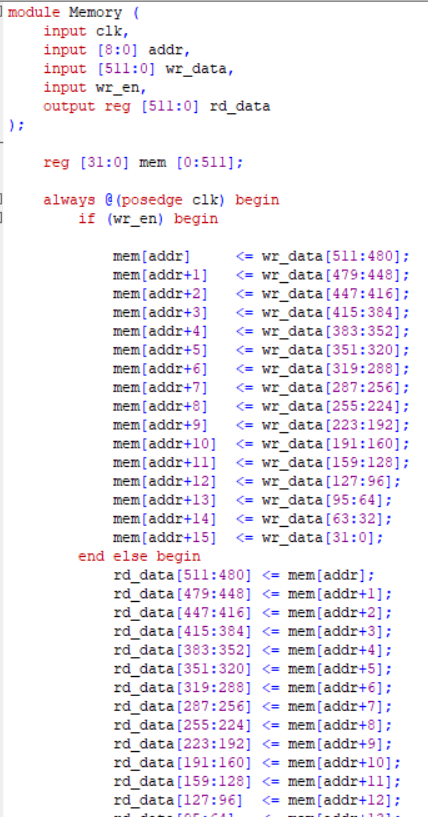 module Memory (
    input clk,
    input [8:0] addr,
    input [511:0] wr_data,
    input wr_en,
    output reg [511:0] rd_data
);
    reg [31:0] mem [0:511];
    always @(posedge clk) begin
        if (wr_en) begin
            mem[addr]     <= wr_data[511:480];
            mem[addr+1]   <= wr_data[479:448];
            mem[addr+2]   <= wr_data[447:416];
            mem[addr+3]   <= wr_data[415:384];
            mem[addr+4]   <= wr_data[383:352];
            mem[addr+5]   <= wr_data[351:320];
            mem[addr+6]   <= wr_data[319:288];
            mem[addr+7]   <= wr_data[287:256];
            mem[addr+8]   <= wr_data[255:224];
            mem[addr+9]   <= wr_data[223:192];
            mem[addr+10]  <= wr_data[191:160];
            mem[addr+11]  <= wr_data[159:128];
            mem[addr+12]  <= wr_data[127:96];
            mem[addr+13]  <= wr_data[95:64];
            mem[addr+14]  <= wr_data[63:32];
            mem[addr+15]  <= wr_data[31:0];
        end else begin
            rd_data[511:480] <= mem[addr];
            rd_data[479:448] <= mem[addr+1];
            rd_data[447:416] <= mem[addr+2];
            rd_data[415:384] <= mem[addr+3];
            rd_data[383:352] <= mem[addr+4];
            rd_data[351:320] <= mem[addr+5];
            rd_data[319:288] <= mem[addr+6];
            rd_data[287:256] <= mem[addr+7];
            rd_data[255:224] <= mem[addr+8];
            rd_data[223:192] <= mem[addr+9];
            rd_data[191:160] <= mem[addr+10];
            rd_data[159:128] <= mem[addr+11];
            rd_data[127:96]  <= mem[addr+12];